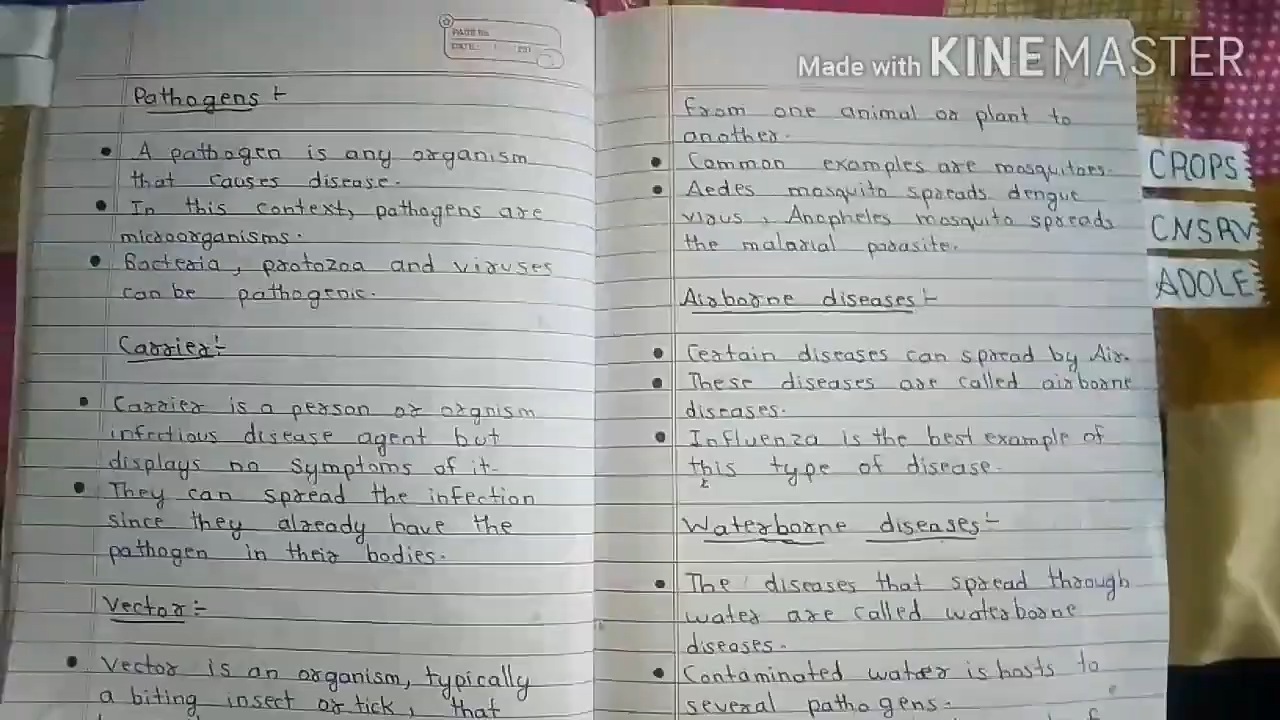 PAGE No.
DATE:
Pathogens :-
• A pathogen is any organism
that causes disease.
• In this context, pathogens are
microorganisms.
• Bacteria, protozoa and viruses
can be pathogenic.
Carrier:-
• Carrier is a person or orgnism
infectious disease agent but
displays no symptoms of it.
• They can spread the infection
since they already have the
pathogen in their bodies.
Vector:-
• Vector is an organism, typically
a biting insect or tick, that
Made with KINEMASTER
from one animal or plant to
another.
• Common examples are mosquitoes.
• Aedes mosquito spreads dengue
virus, Anopheles mosquito spreads
the malarial parasite.
Airborne diseases:-
• Certain diseases can spread by Air.
• These diseases are called airborne
diseases.
• Influenza is the best example of
this type of disease.
Waterborne diseases:-
• The diseases that spread through
water are called waterborne
diseases.
• Contaminated water is hosts to
several pathogens.
CROPS
CNSRV
ADOLE